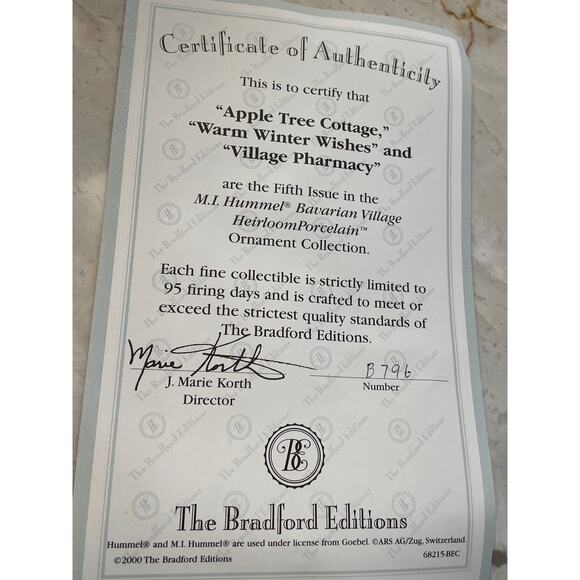 Certificate of Authenticity
This is to certify that
"Apple Tree Cottage,"
"Warm Winter Wishes" and
"Village Pharmacy"
are the Fifth Issue in the
M.I. Hummel® Bavarian Village
HeirloomPorcelain™
Ornament Collection.
Each fine collectible is strictly limited to
95 firing days and is crafted to meet or
exceed the strictest quality standards of
The Bradford Editions.
Marie Korth
B796
J. Marie Korth
Number
Director
BE
The Bradford Editions
Hummel® and M.I. Hummel® are used under license from Goebel. ©ARS AG/Zug, Switzerland
©2000 The Bradford Editions
68215-BEC